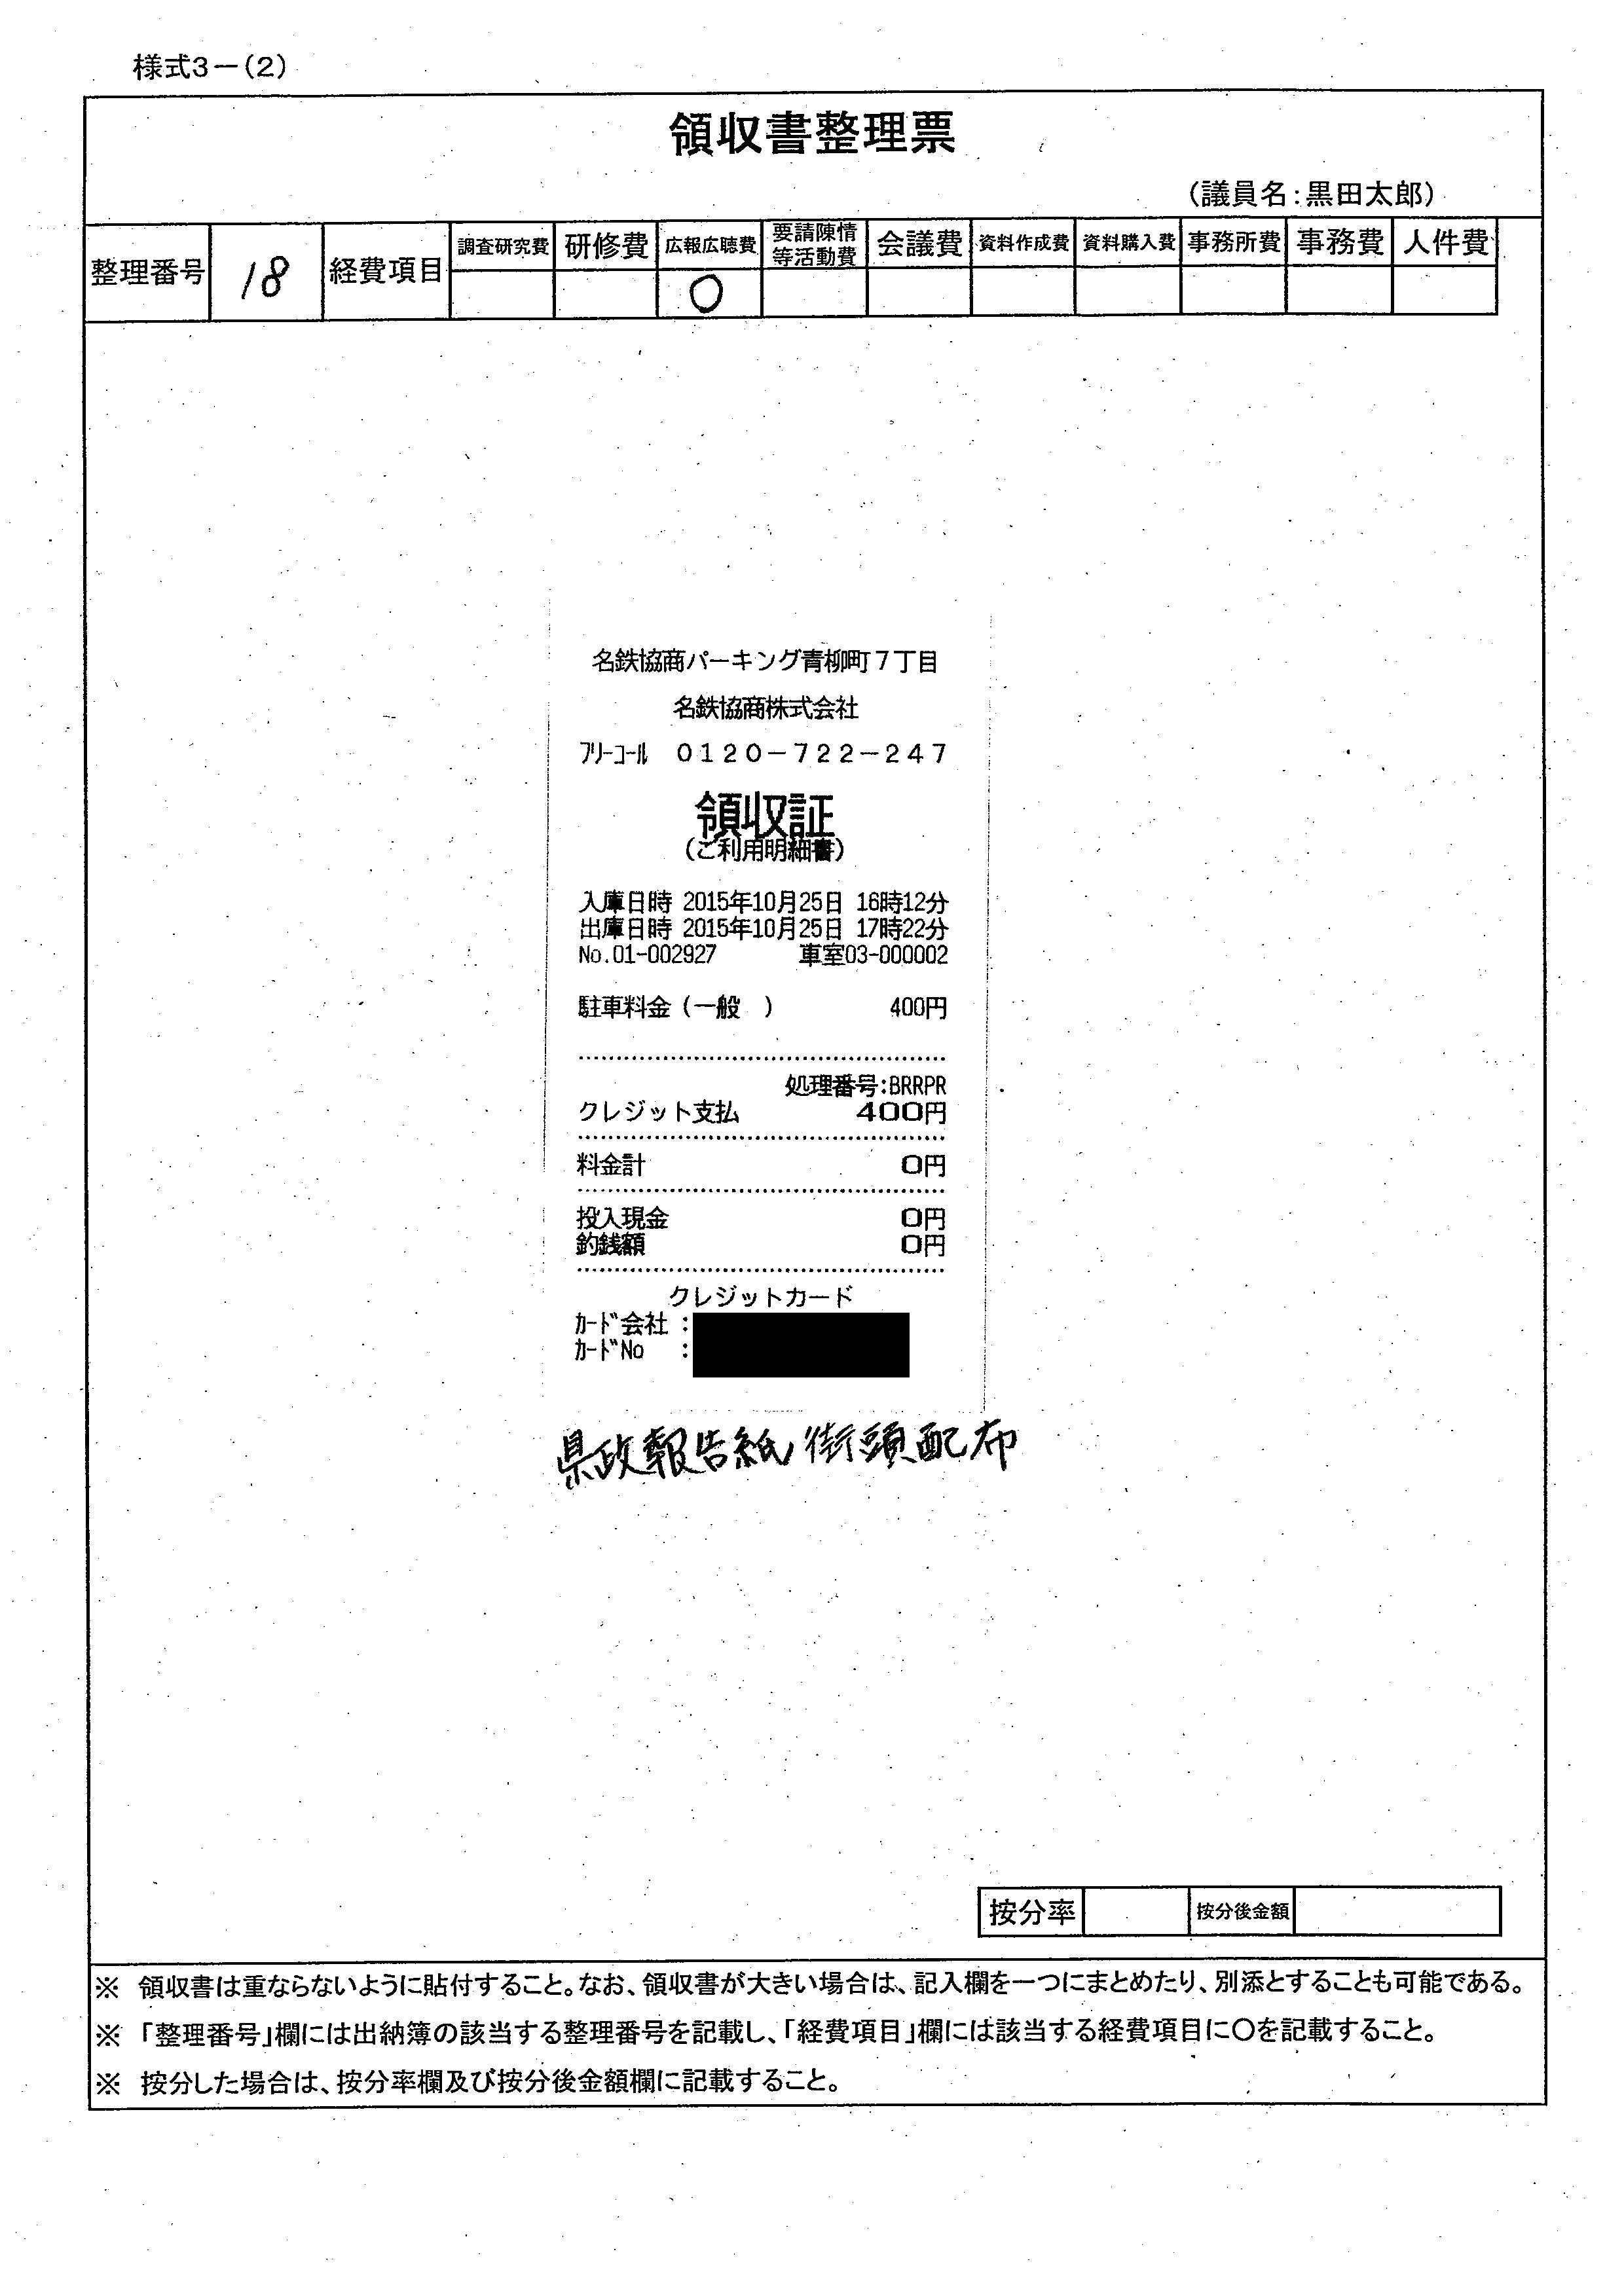 様式3－(2)
領収書整理票
(議員名:黒田太郎)
整理番号 18 経費項目 調査研究費 研修費 広報広聴費 要請陳情等活動費 会議費 資料作成費 資料購入費 事務所費 事務費 人件費
○
名鉄協商パーキング青柳町7丁目
名鉄協商株式会社
ﾌﾘｰｺｰﾙ 0120－722－247
領収証
(ご利用明細書)
入庫日時 2015年10月25日 16時12分
出庫日時 2015年10月25日 17時22分
No.01-002927 車室03-000002
駐車料金(一般 ) 400円
処理番号:BRRPR
クレジット支払 400円
料金計 0円
投入現金 0円
釣銭額 0円
クレジットカード
ｶｰﾄﾞ会社 :
ｶｰﾄﾞNo :
県政報告紙 街頭配布
按分率 按分後金額
※ 領収書は重ならないように貼付すること。なお、領収書が大きい場合は、記入欄を一つにまとめたり、別添とすることも可能である。
※ 「整理番号」欄には出納簿の該当する整理番号を記載し、「経費項目」欄には該当する経費項目に○を記載すること。
※ 按分した場合は、按分率欄及び按分後金額欄に記載すること。